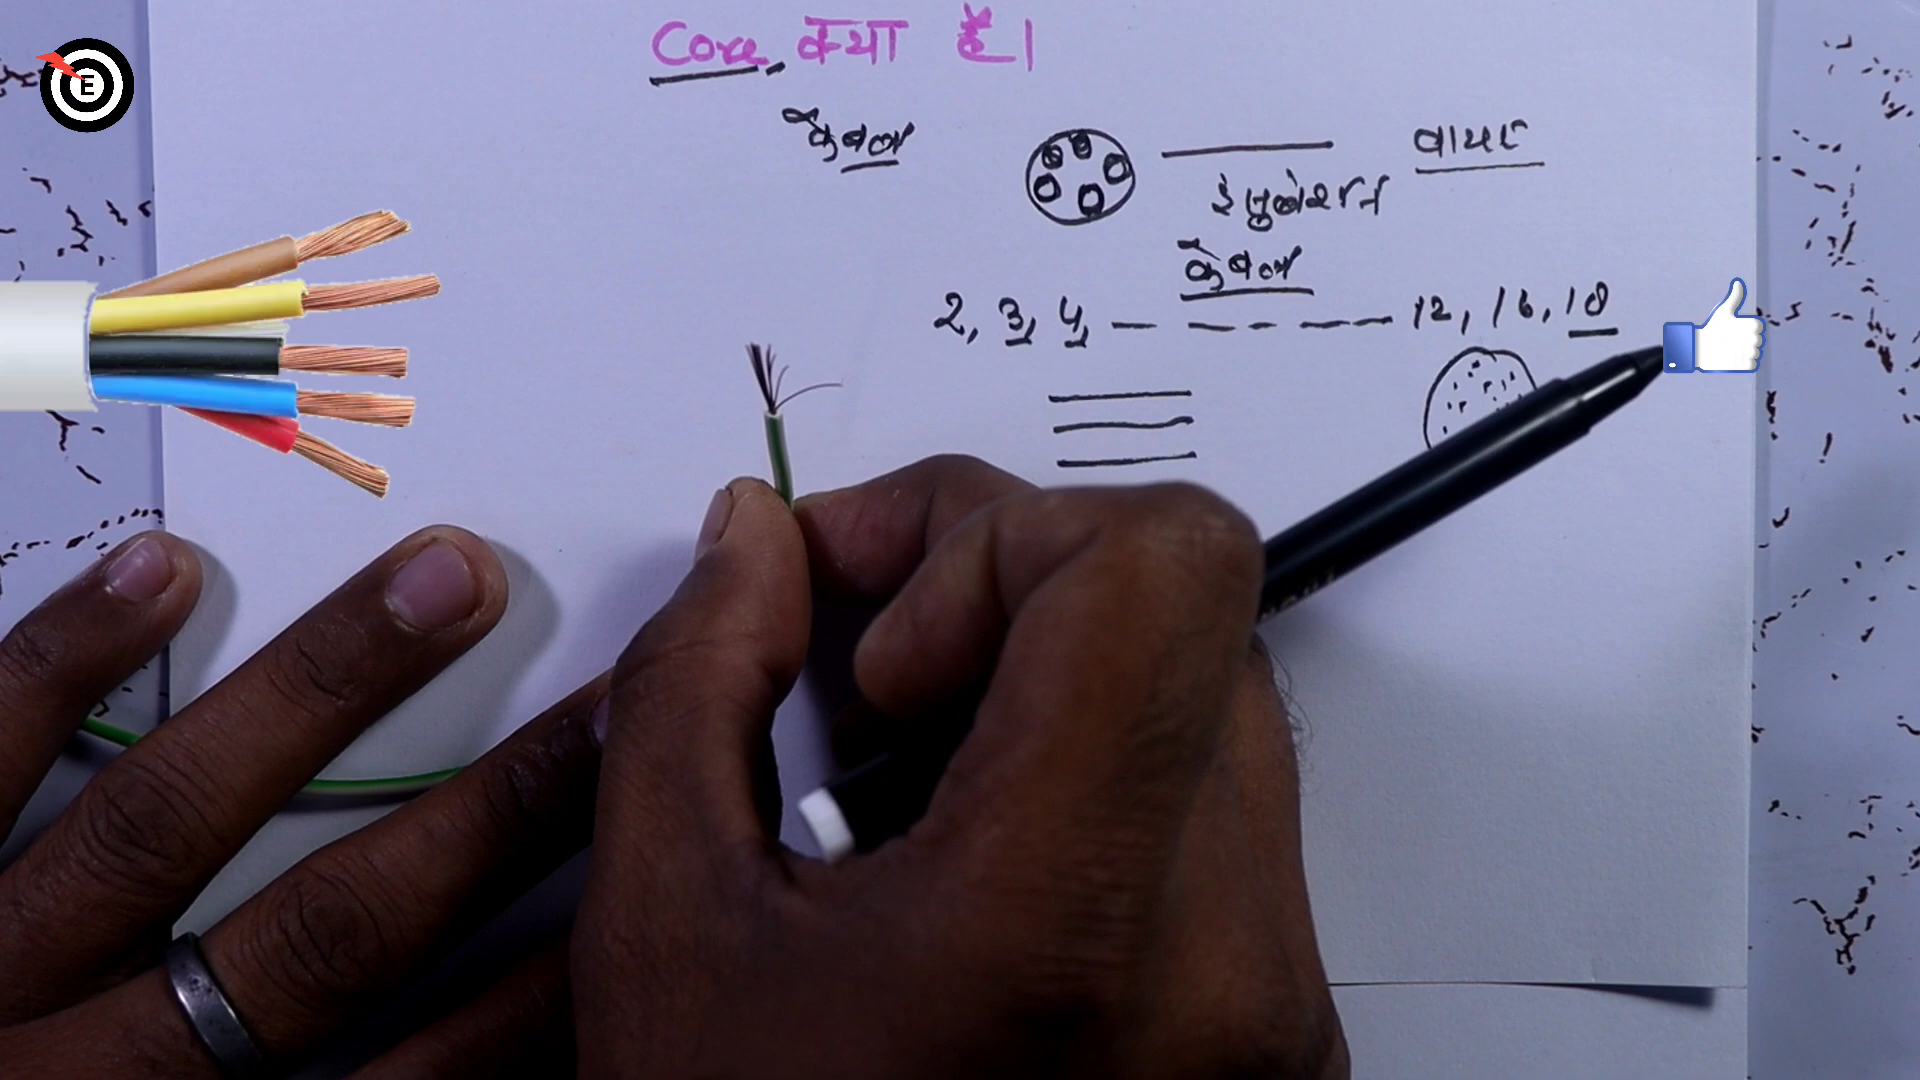 Core क्या है।
केबल
वायर
इंसुलेशन
केबल
2, 3, 4, — — — — — — 12, 16, 18
E